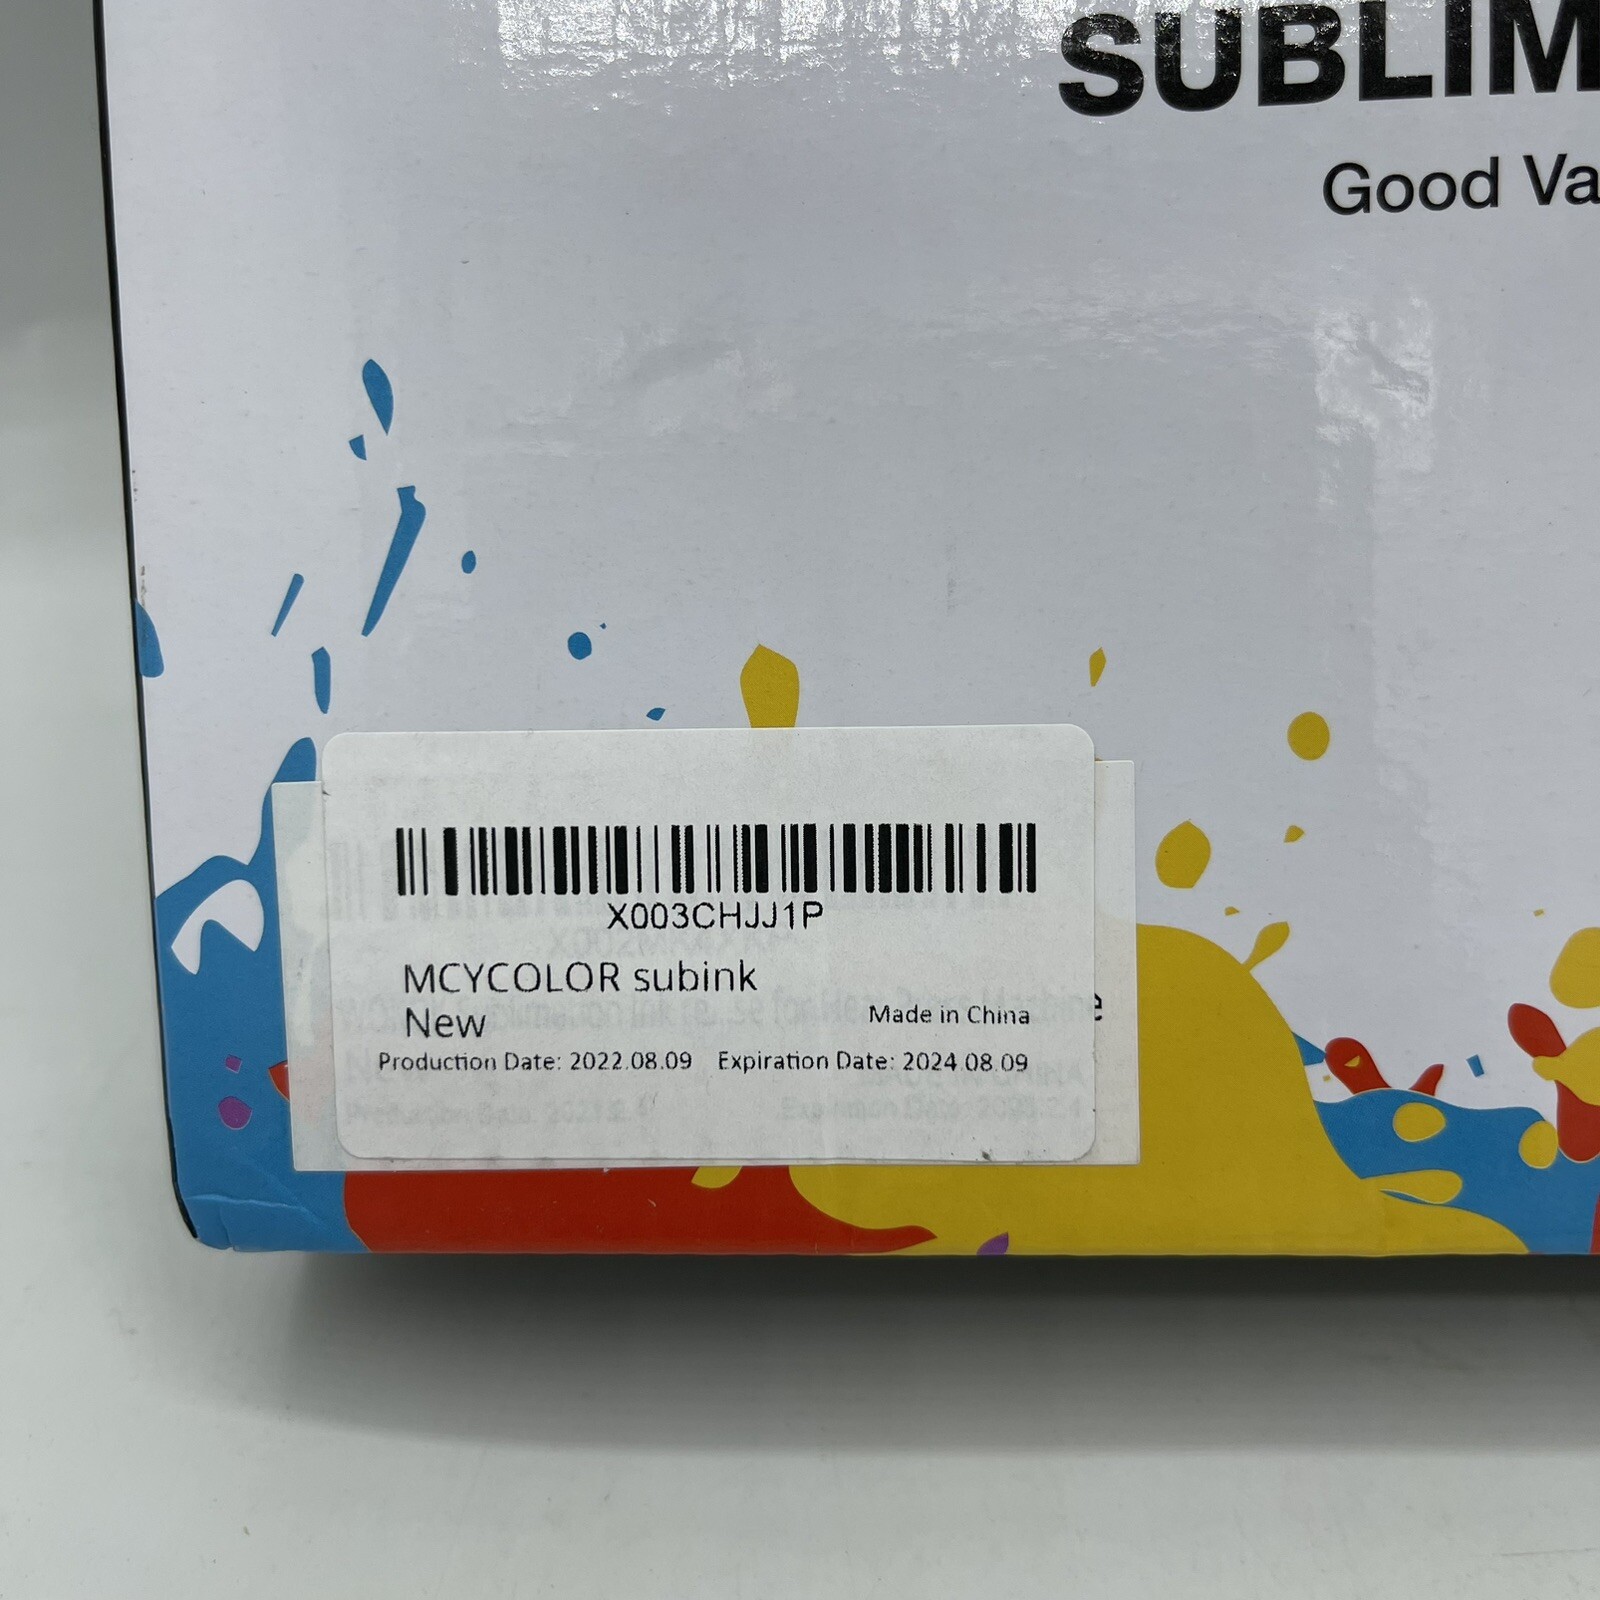 SUBLIM
Good Va
X003CHJJ1P
MCYCOLOR subink
New
Made in China
Production Date: 2022.08.09 Expiration Date: 2024.08.09